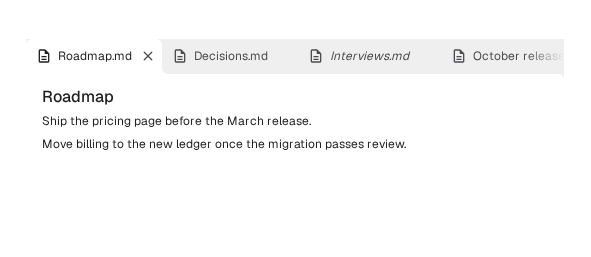 Roadmap.md
Decisions.md
Interviews.md
October release
Roadmap
Ship the pricing page before the March release.
Move billing to the new ledger once the migration passes review.